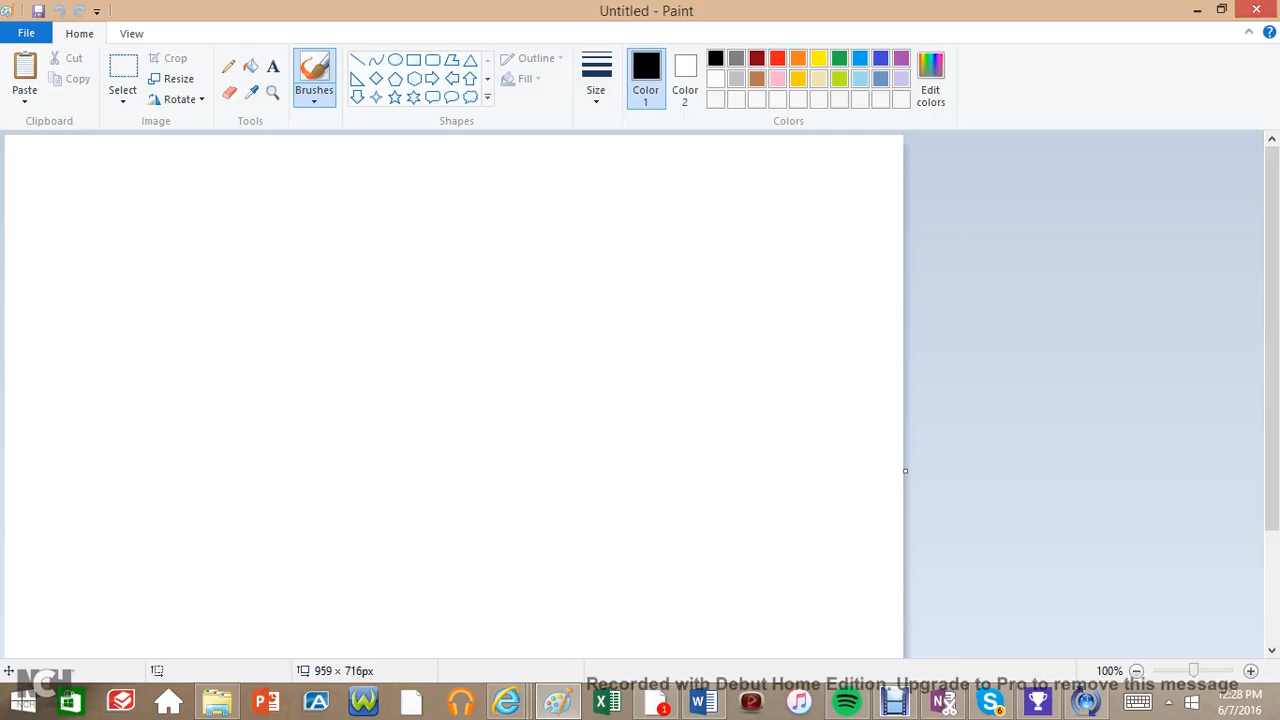 Untitled - Paint
File Home View
Paste
Cut
Copy
Clipboard
Select
Crop
Resize
Rotate
Image
A
Tools
Brushes
Shapes
Outline
Fill
Size
Color 1
Color 2
Edit colors
Colors
959 × 716px
100%
NCH
Recorded with Debut Home Edition. Upgrade to Pro to remove this message
12:28 PM
6/7/2016